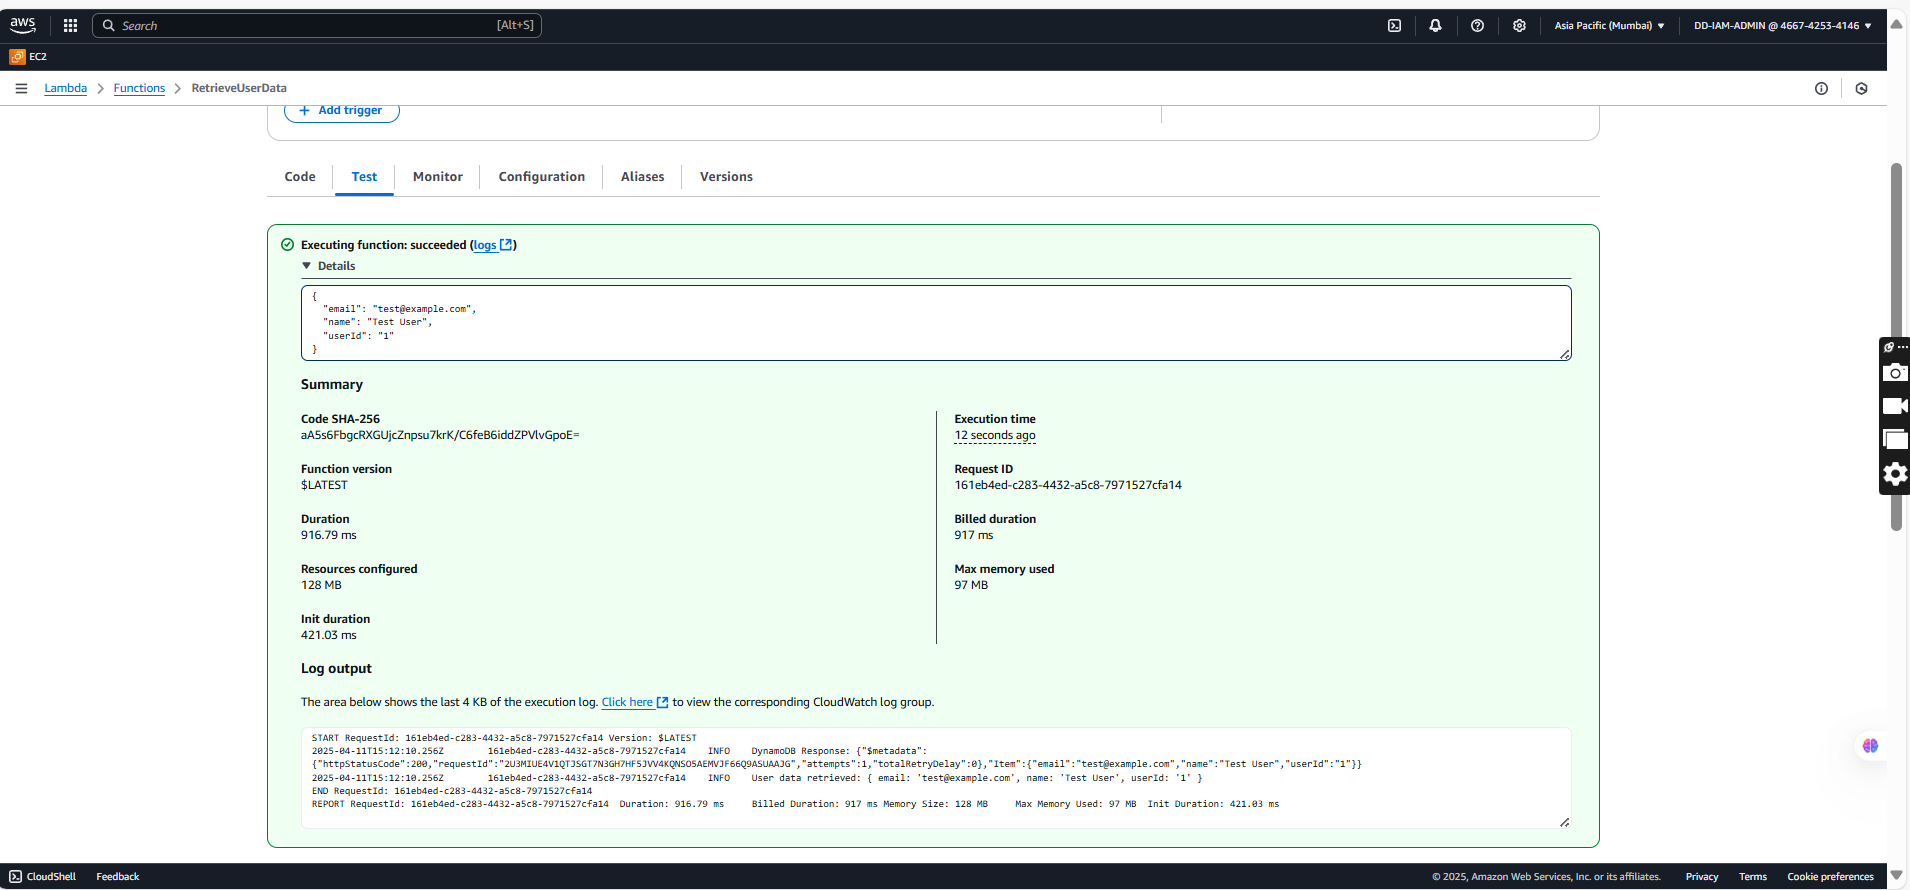 aws
Search
[Alt+S]
Asia Pacific (Mumbai)
DD-IAM-ADMIN @ 4667-4253-4146
EC2
Lambda
Functions
RetrieveUserData
Add trigger
Code
Test
Monitor
Configuration
Aliases
Versions
Executing function: succeeded (logs)
Details
{
"email": "test@example.com",
"name": "Test User",
"userId": "1"
}
Summary
Code SHA-256
aA5s6FbgcRXGUjcZnpsu7krK/C6feB6iddZPVlvGpoE=
Execution time
12 seconds ago
Function version
$LATEST
Request ID
161eb4ed-c283-4432-a5c8-7971527cfa14
Duration
916.79 ms
Billed duration
917 ms
Resources configured
128 MB
Max memory used
97 MB
Init duration
421.03 ms
Log output
The area below shows the last 4 KB of the execution log. Click here to view the corresponding CloudWatch log group.
START RequestId: 161eb4ed-c283-4432-a5c8-7971527cfa14 Version: $LATEST
2025-04-11T15:12:10.256Z 161eb4ed-c283-4432-a5c8-7971527cfa14 INFO DynamoDB Response: {"$metadata":
{"httpStatusCode":200,"requestId":"2U3MIUE4V1QTJSGT7N3GH7HF5JVV4KQNSO5AEMVJF66Q9ASUAAJG","attempts":1,"totalRetryDelay":0},"Item":{"email":"test@example.com","name":"Test User","userId":"1"}}
2025-04-11T15:12:10.256Z 161eb4ed-c283-4432-a5c8-7971527cfa14 INFO User data retrieved: { email: 'test@example.com', name: 'Test User', userId: '1' }
END RequestId: 161eb4ed-c283-4432-a5c8-7971527cfa14
REPORT RequestId: 161eb4ed-c283-4432-a5c8-7971527cfa14 Duration: 916.79 ms Billed Duration: 917 ms Memory Size: 128 MB Max Memory Used: 97 MB Init Duration: 421.03 ms
CloudShell
Feedback
© 2025, Amazon Web Services, Inc. or its affiliates.
Privacy
Terms
Cookie preferences